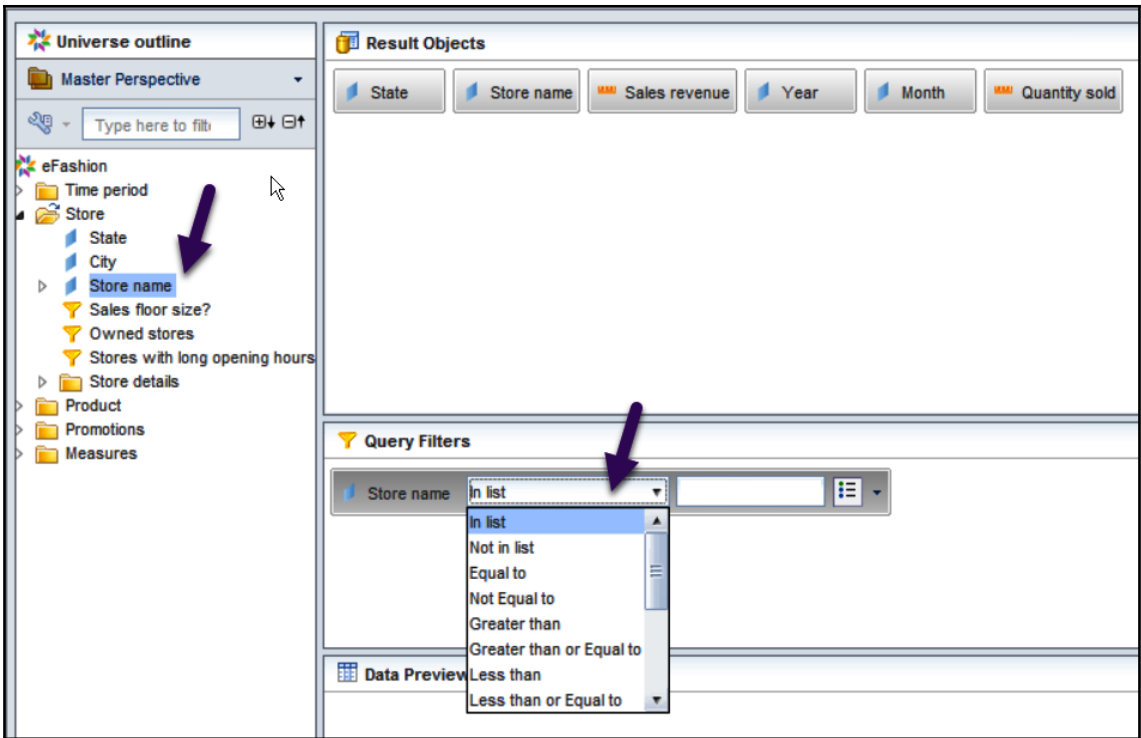 Universe outline
Master Perspective
Type here to filt
eFashion
Time period
Store
State
City
Store name
Sales floor size?
Owned stores
Stores with long opening hours
Store details
Product
Promotions
Measures
Result Objects
State
Store name
Sales revenue
Year
Month
Quantity sold
Query Filters
Store name
In list
In list
Not in list
Equal to
Not Equal to
Greater than
Greater than or Equal to
Less than
Less than or Equal to
Data Preview